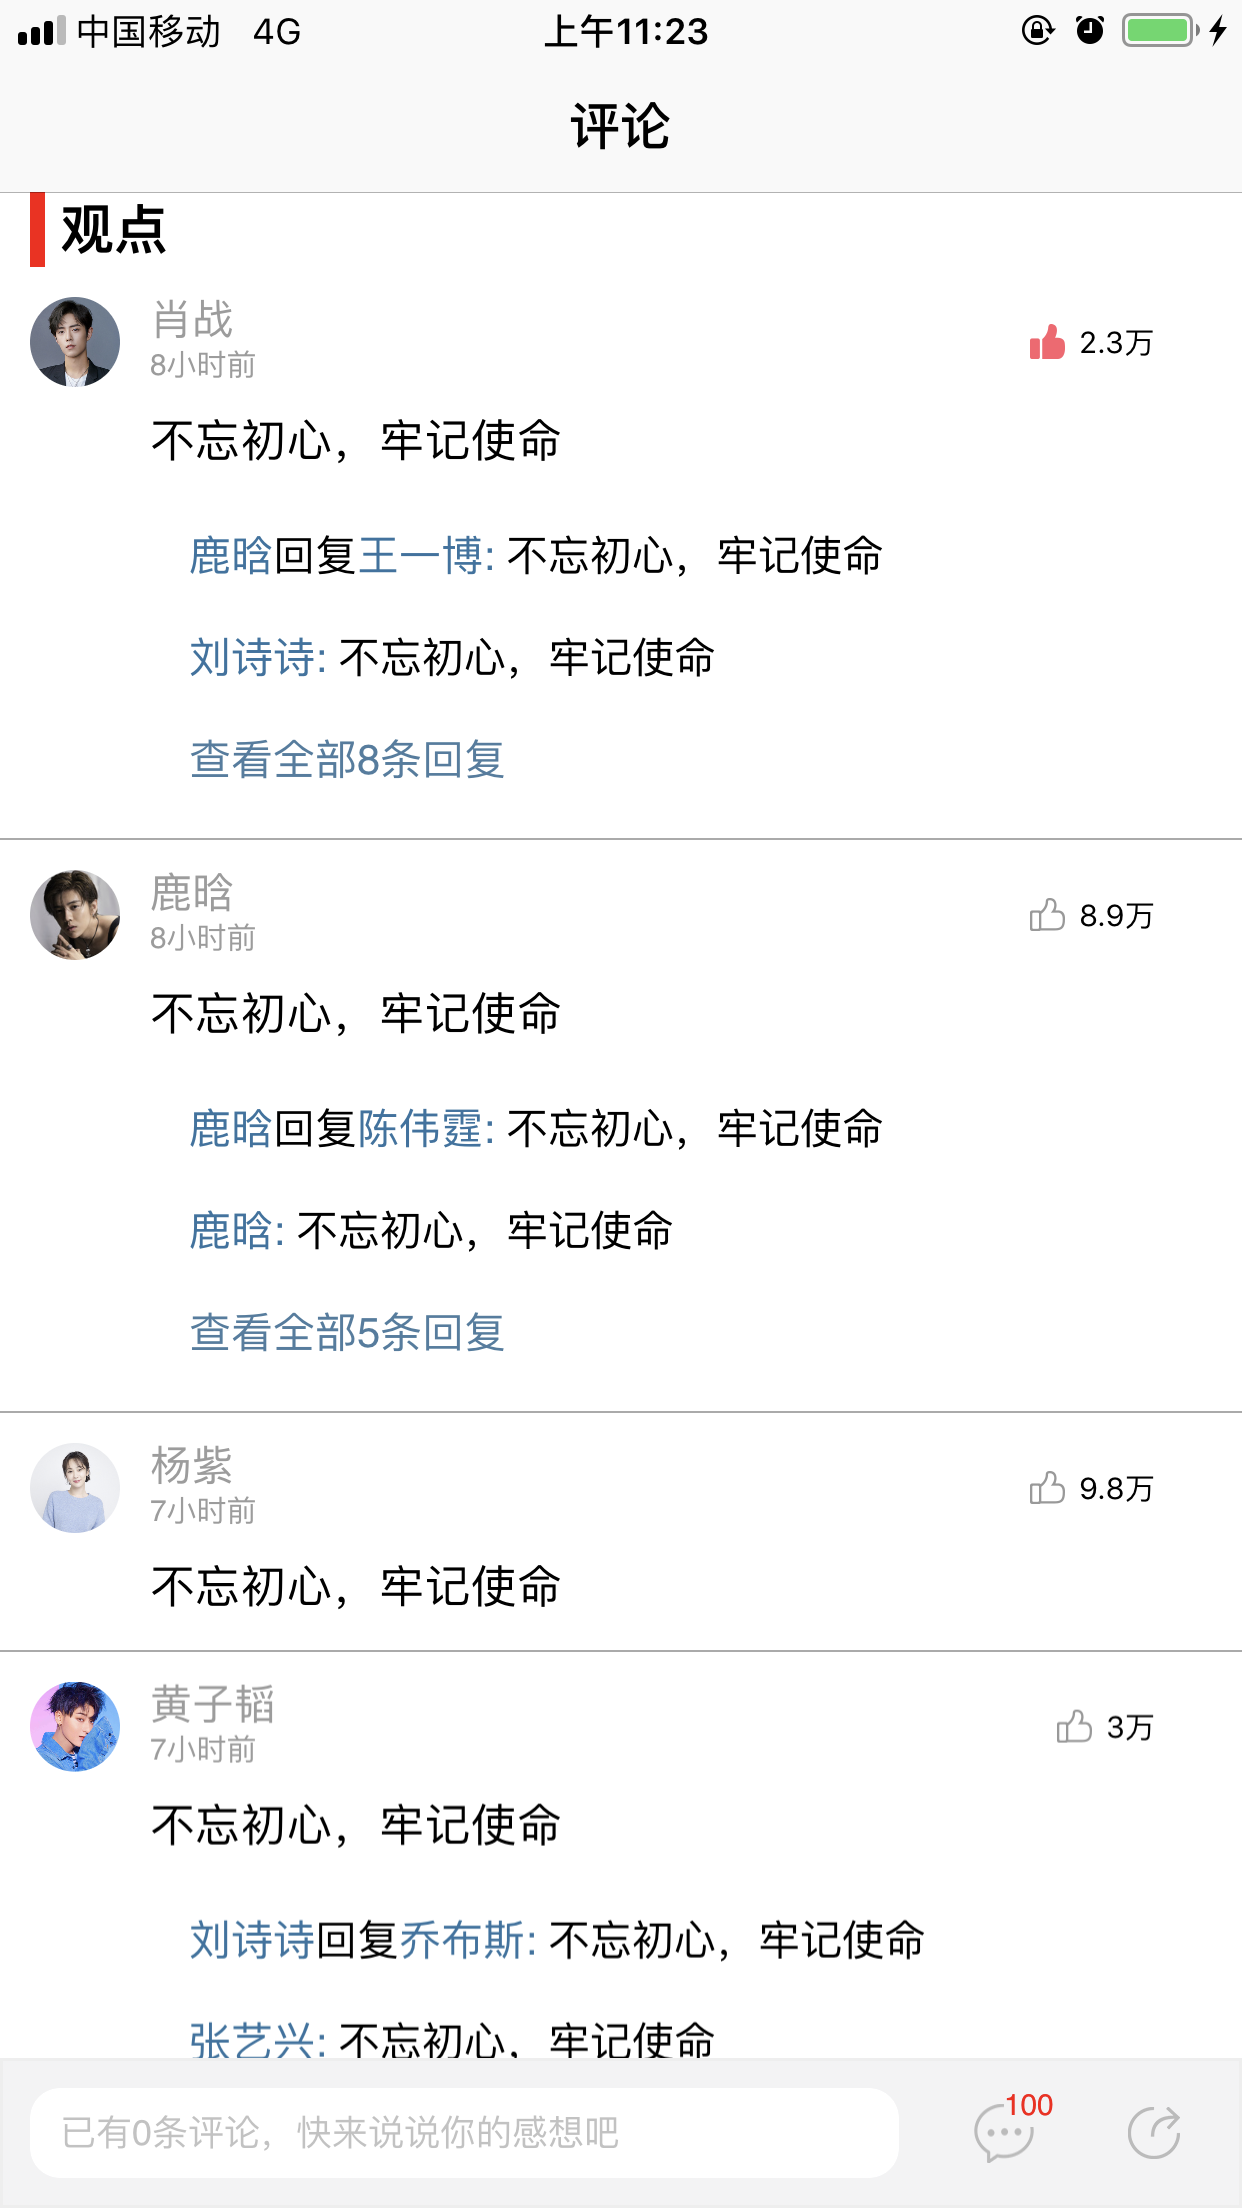 中国移动 4G 上午11:23
评论
观点
肖战
8小时前
2.3万
不忘初心，牢记使命
鹿晗回复王一博: 不忘初心，牢记使命
刘诗诗: 不忘初心，牢记使命
查看全部8条回复
鹿晗
8小时前
8.9万
不忘初心，牢记使命
鹿晗回复陈伟霆: 不忘初心，牢记使命
鹿晗: 不忘初心，牢记使命
查看全部5条回复
杨紫
7小时前
9.8万
不忘初心，牢记使命
黄子韬
7小时前
3万
不忘初心，牢记使命
刘诗诗回复乔布斯: 不忘初心，牢记使命
张艺兴: 不忘初心，牢记使命
已有0条评论，快来说说你的感想吧
100